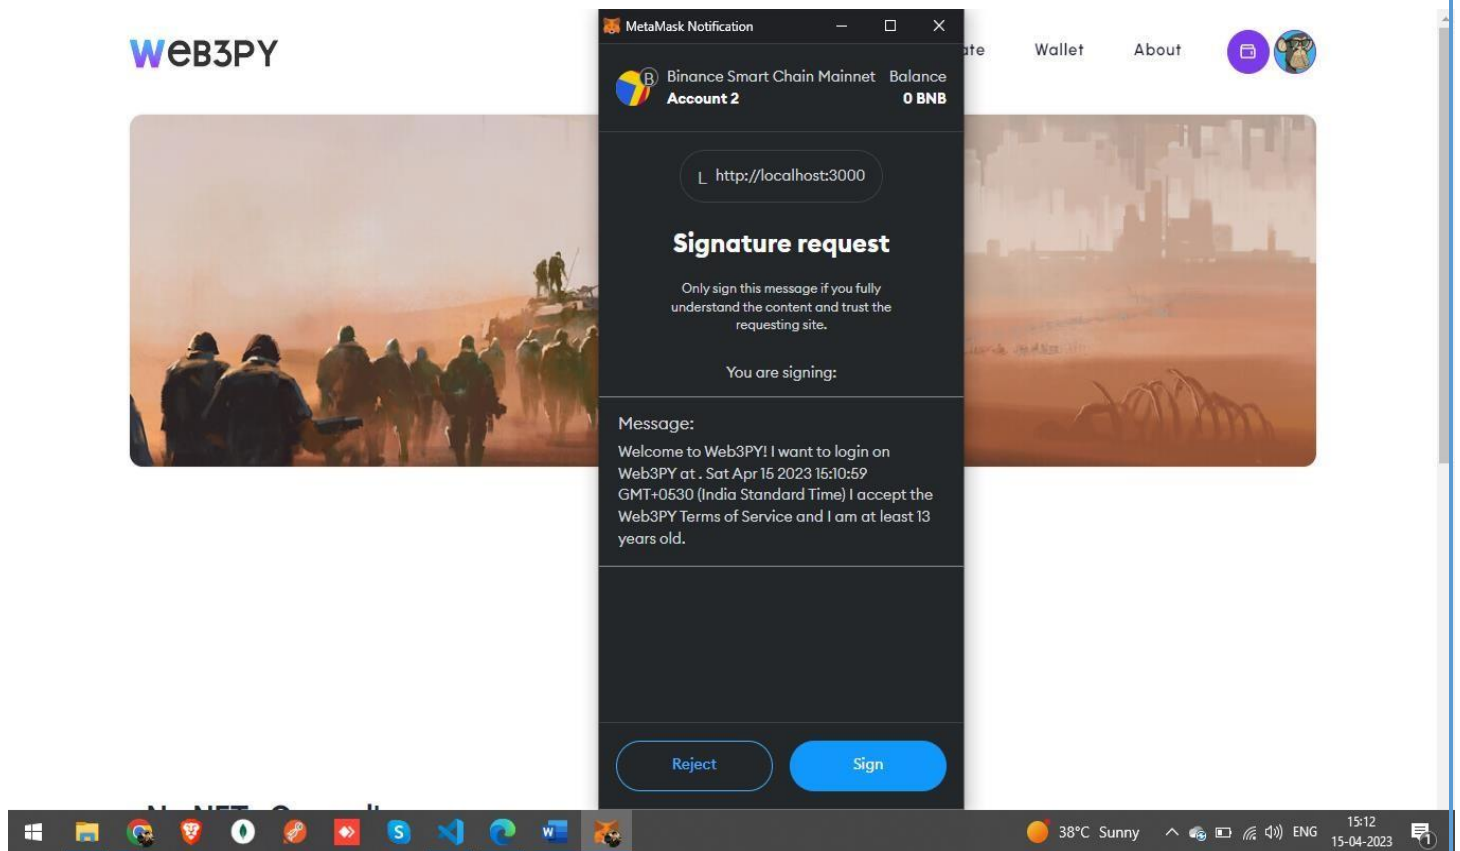 WEB3PY
MetaMask Notification
Wallet
About
B Binance Smart Chain Mainnet Balance
Account 2 0 BNB
L http://localhost:3000
Signature request
Only sign this message if you fully
understand the content and trust the
requesting site.
You are signing:
Message:
Welcome to Web3PY! I want to login on
Web3PY at . Sat Apr 15 2023 15:10:59
GMT+0530 (India Standard Time) I accept the
Web3PY Terms of Service and I am at least 13
years old.
Reject
Sign
38°C Sunny
ENG
15:12
15-04-2023
1